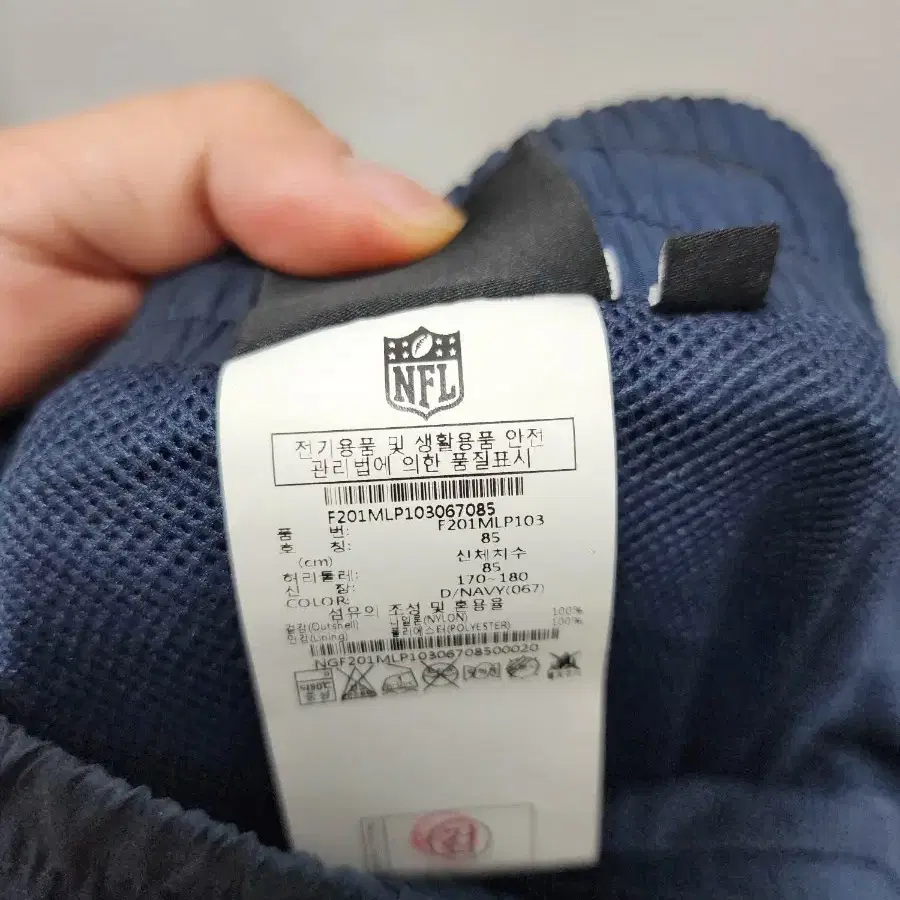 NFL
전기용품 및 생활용품 안전
관리법에 의한 품질표시
F201MLP103067085
품 번: F201MLP103
호 칭: 85
(cm) 신체치수
허리둘레: 85
신 장: 170~180
COLOR: D/NAVY(067)
섬유의 조성 및 혼용율
겉감(Outshell) 나일론(NYLON) 100%
안감(Lining) 폴리에스터(POLYESTER) 100%
NGF201MLP10306708500020